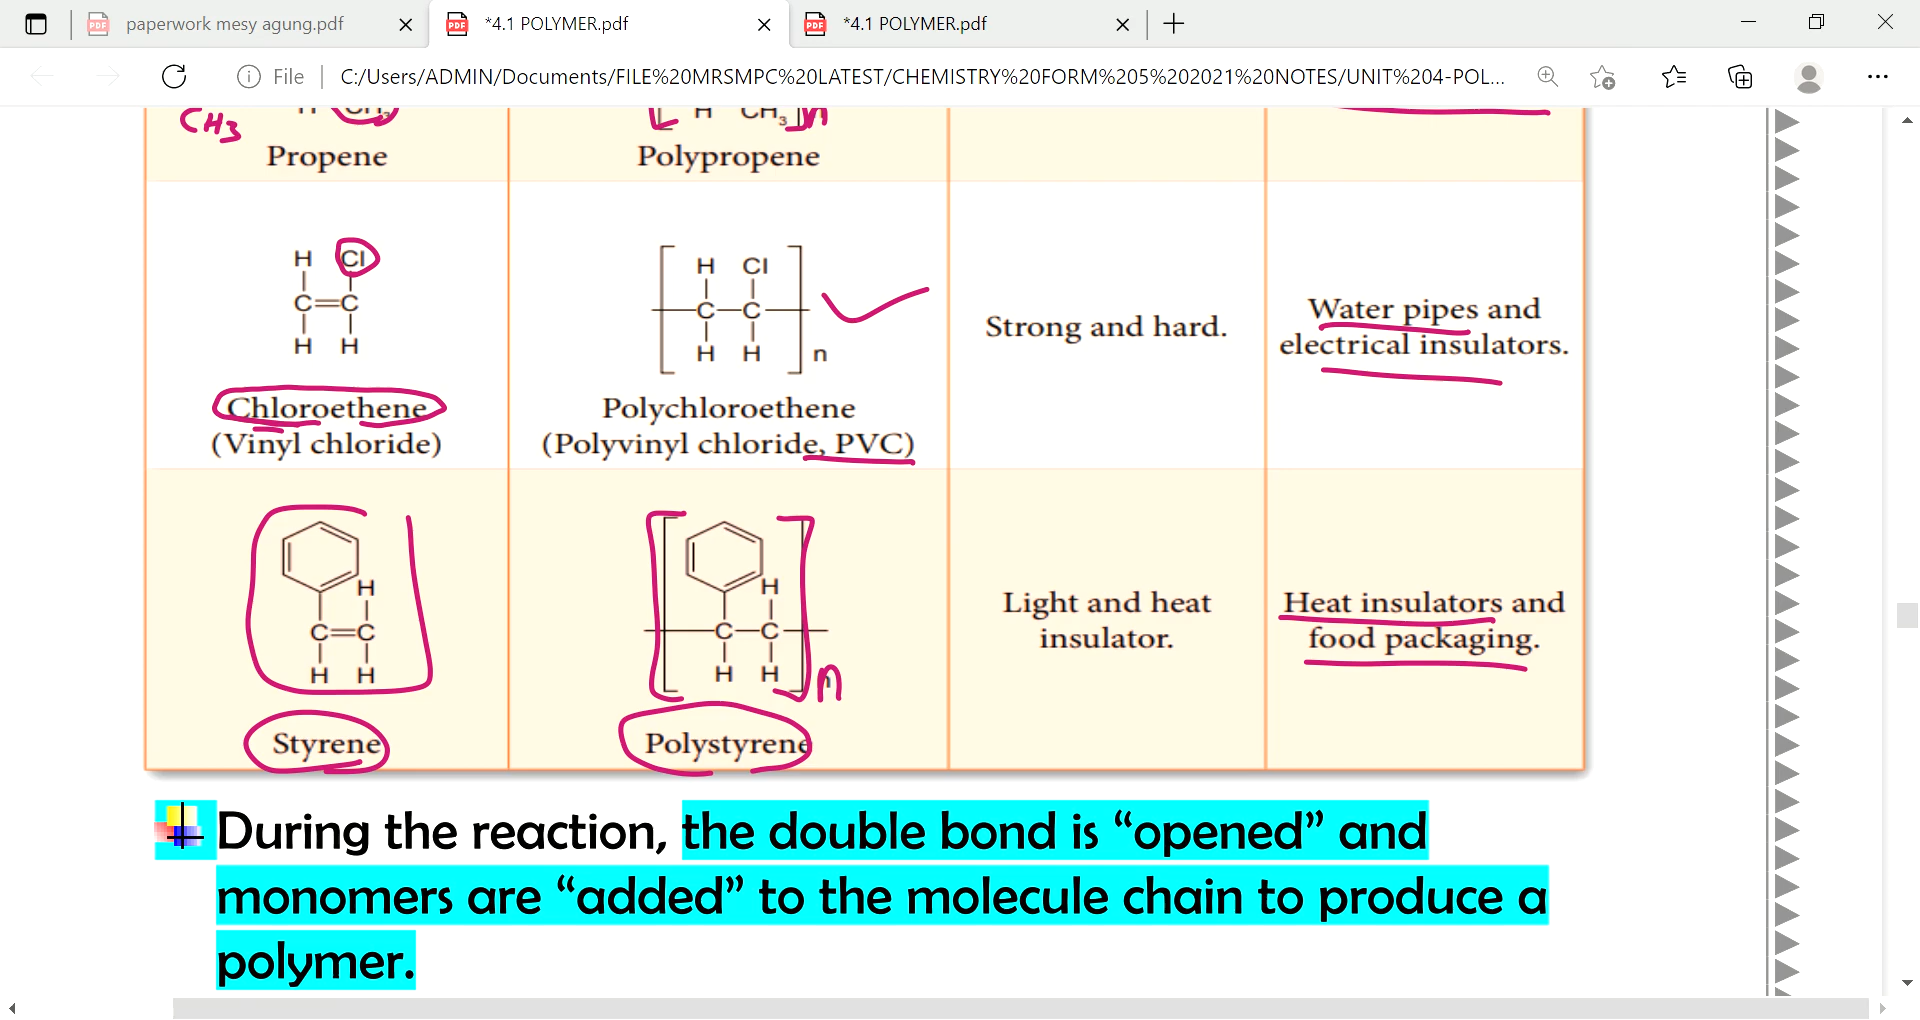 paperwork mesy agung.pdf
*4.1 POLYMER.pdf
*4.1 POLYMER.pdf
File
C:/Users/ADMIN/Documents/FILE%20MRSMPC%20LATEST/CHEMISTRY%20FORM%205%202021%20NOTES/UNIT%204-POL...
CH3
H CH3
H CH3 n
Propene
Polypropene
H Cl
C=C
H H
H Cl
C-C
H H n
Strong and hard.
Water pipes and
electrical insulators.
Chloroethene
(Vinyl chloride)
Polychloroethene
(Polyvinyl chloride, PVC)
H
C=C
H H
H
C-C
H H n
Light and heat
insulator.
Heat insulators and
food packaging.
Styrene
Polystyrene
During the reaction, the double bond is “opened” and
monomers are “added” to the molecule chain to produce a
polymer.